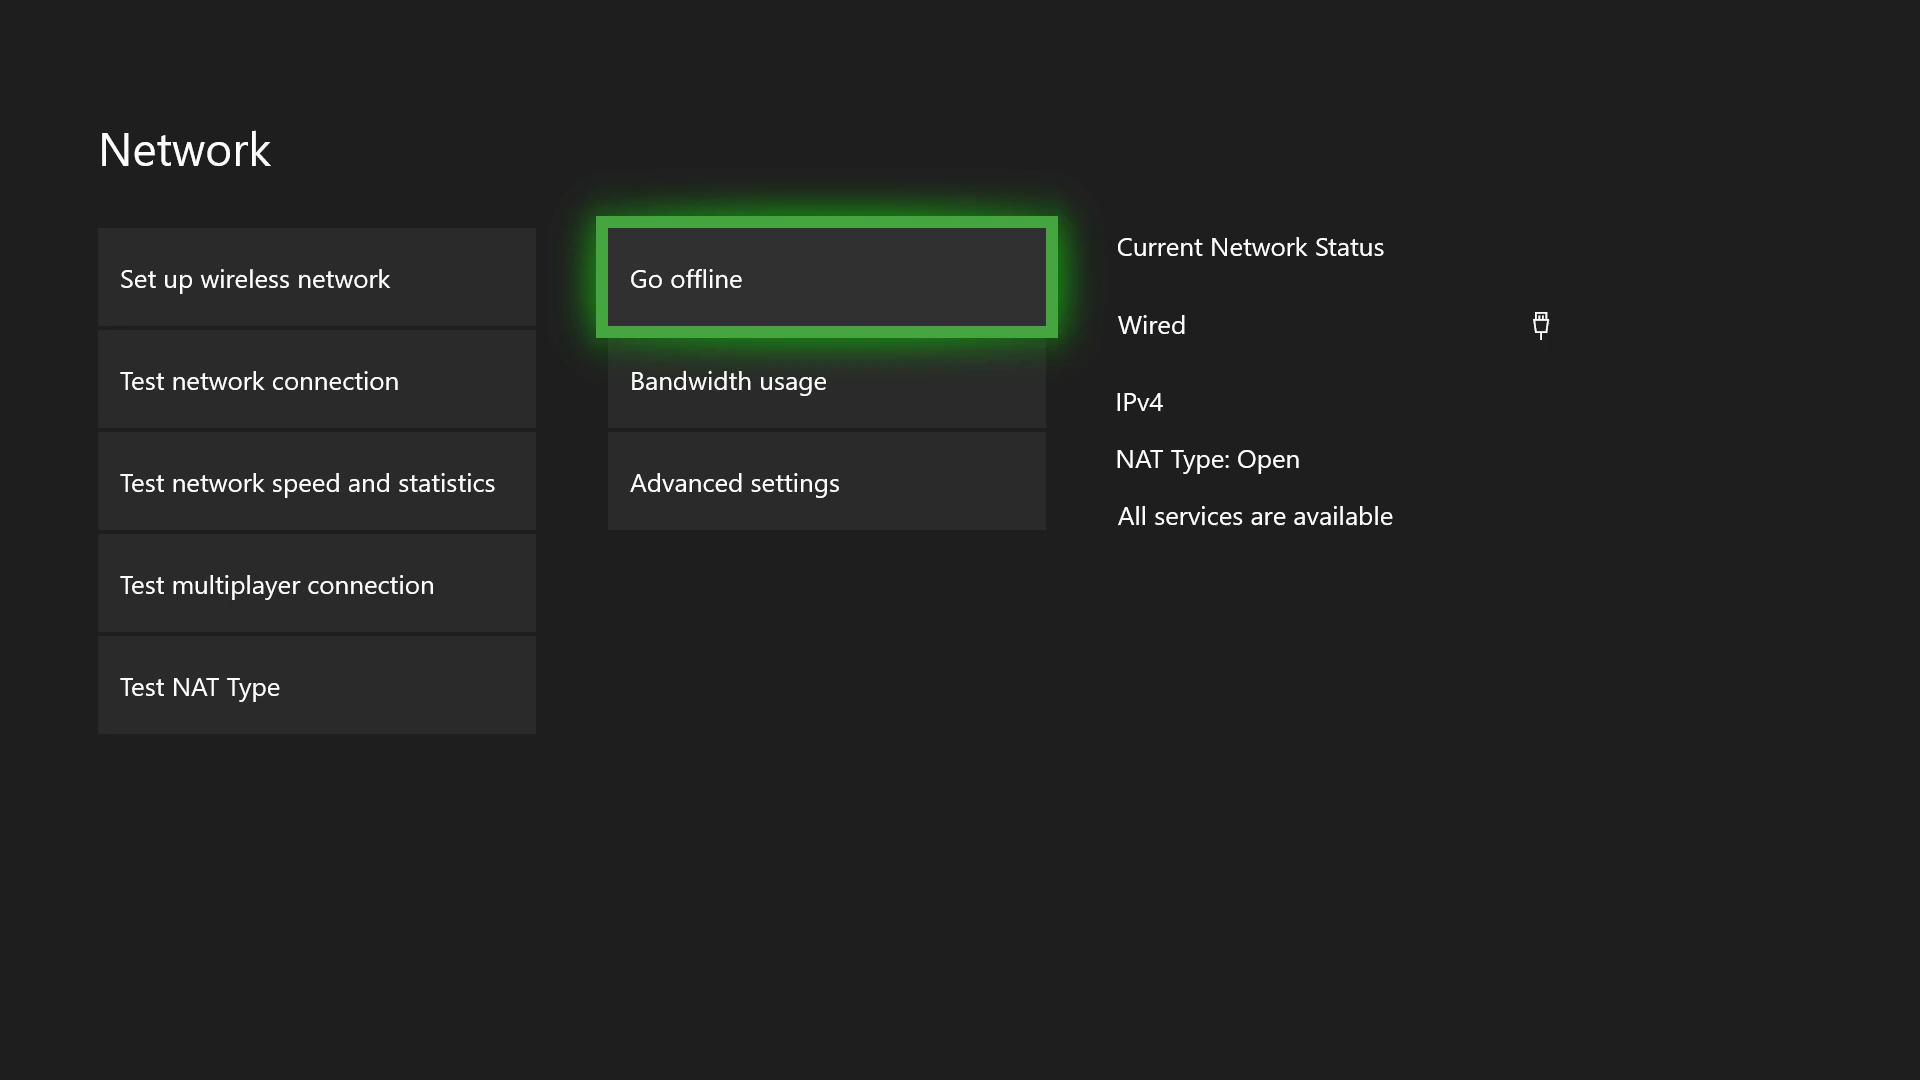 Network
Set up wireless network
Test network connection
Test network speed and statistics
Test multiplayer connection
Test NAT Type
Go offline
Bandwidth usage
Advanced settings
Current Network Status
Wired
IPv4
NAT Type: Open
All services are available